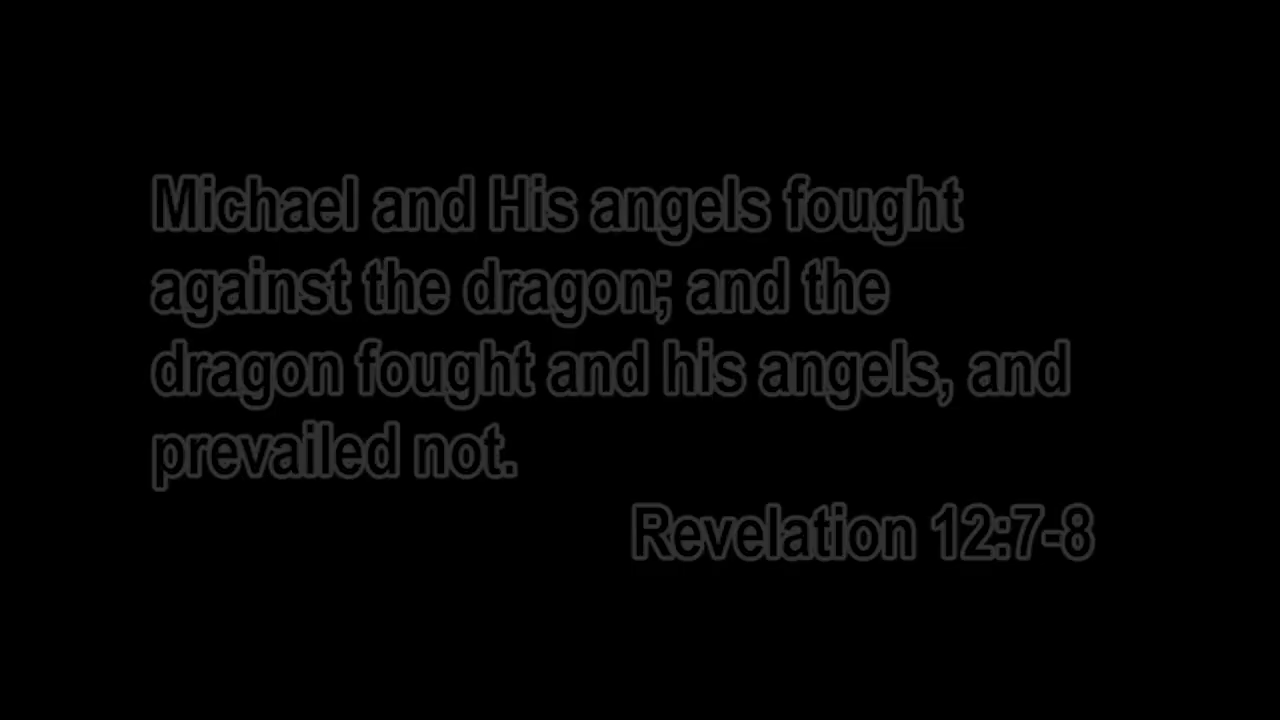 Michael and His angels fought
against the dragon; and the
dragon fought and his angels, and
prevailed not.
Revelation 12:7-8